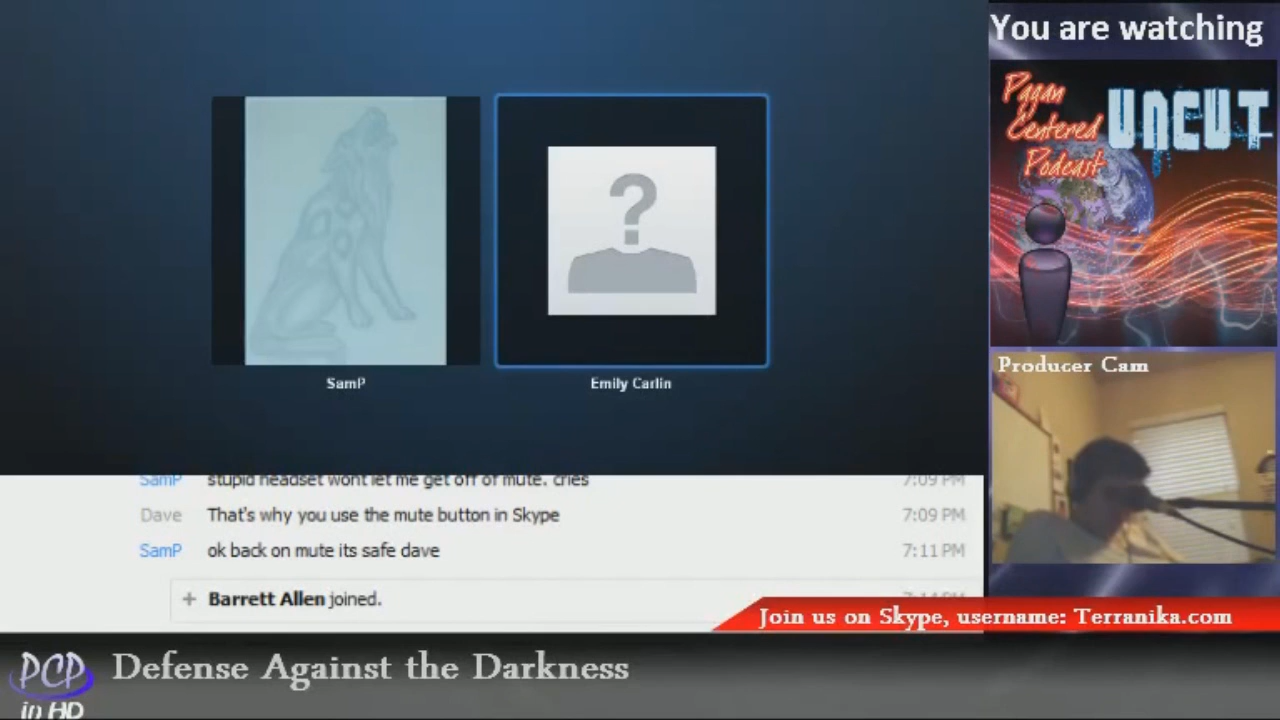 You are watching
Pagan
Centered
Podcast
UNCUT
SamP
Emily Carlin
Producer Cam
SamP stupid headset wont let me get off of mute. cries 7:09 PM
Dave That's why you use the mute button in Skype 7:09 PM
SamP ok back on mute its safe dave 7:11 PM
+ Barrett Allen joined. 7:14 PM
Join us on Skype, username: Terranika.com
PCP
in HD
Defense Against the Darkness